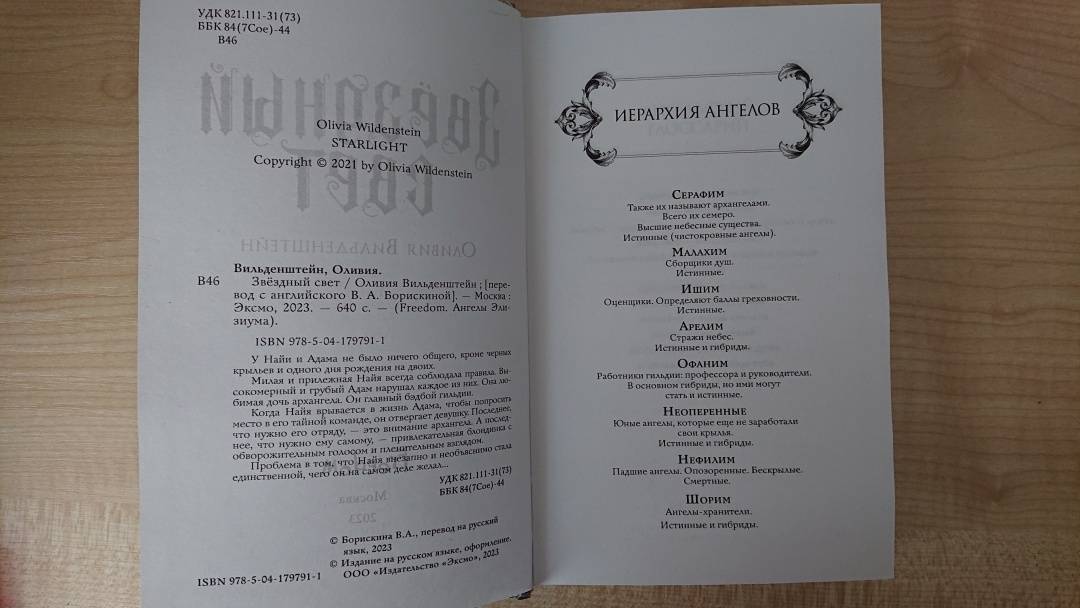 УДК 821.111-31(73)
ББК 84(7Сое)-44
В46
Olivia Wildenstein
STARLIGHT
Copyright © 2021 by Olivia Wildenstein
Вильденштейн, Оливия.
В46 Звёздный свет / Оливия Вильденштейн ; [пере-
вод с английского В. А. Борискиной]. — Москва :
Эксмо, 2023. — 640 с. — (Freedom. Ангелы Эли-
зиума).
ISBN 978-5-04-179791-1
У Найи и Адама не было ничего общего, кроме черных
крыльев и одного дня рождения на двоих.
Милая и прилежная Найя всегда соблюдала правила. Вы-
сокомерный и грубый Адам нарушал каждое из них. Она лю-
бимая дочь архангела. Он главный бэдбой гильдии.
Когда Найя врывается в жизнь Адама, чтобы попросить
место в его тайной команде, он отвергает девушку. Последнее,
что нужно его отряду, — это внимание архангела. А послед-
нее, что нужно ему самому, — привлекательная блондинка с
обворожительным голосом и пленительным взглядом.
Проблема в том, что Найя внезапно и необъяснимо стала
единственной, чего он на самом деле желал...
УДК 821.111-31(73)
ББК 84(7Сое)-44
© Борискина В.А., перевод на русский
язык, 2023
© Издание на русском языке, оформление.
ООО «Издательство «Эксмо», 2023
ISBN 978-5-04-179791-1
ЗВЁЗДНЫЙ
СВЕТ
Оливия Вильденштейн
Москва
2023
ИЕРАРХИЯ АНГЕЛОВ
Серафим
Также их называют архангелами.
Всего их семеро.
Высшие небесные существа.
Истинные (чистокровные ангелы).
Малахим
Сборщики душ.
Истинные.
Ишим
Оценщики. Определяют баллы греховности.
Истинные.
Арелим
Стражи небес.
Истинные и гибриды.
Офаним
Работники гильдии: профессора и руководители.
В основном гибриды, но ими могут
стать и истинные.
Неоперенные
Юные ангелы, которые еще не заработали
свои крылья.
Истинные и гибриды.
Нефилим
Падшие ангелы. Опозоренные. Бескрылые.
Смертные.
Шорим
Ангелы-хранители.
Истинные и гибриды.